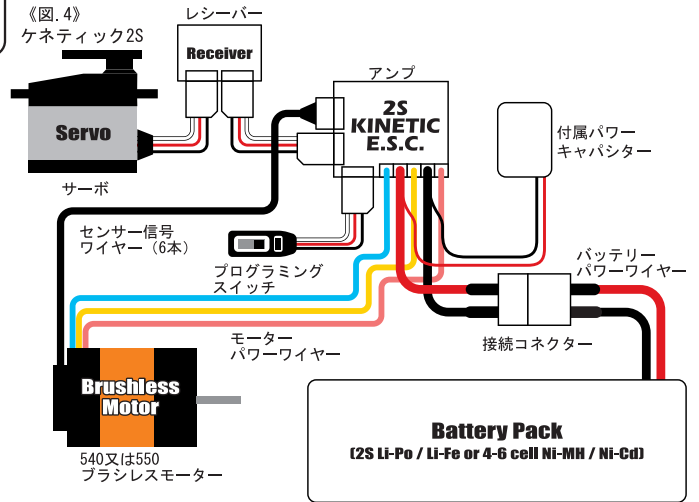 《図.4》
ケネティック2S
レシーバー
Receiver
アンプ
2S
KINETIC
E.S.C.
付属パワー
キャパシター
Servo
サーボ
センサー信号
ワイヤー（6本）
プログラミング
スイッチ
バッテリー
パワーワイヤー
接続コネクター
モーター
パワーワイヤー
Brushless
Motor
540又は550
ブラシレスモーター
Battery Pack
(2S Li-Po / Li-Fe or 4-6 cell Ni-MH / Ni-Cd)